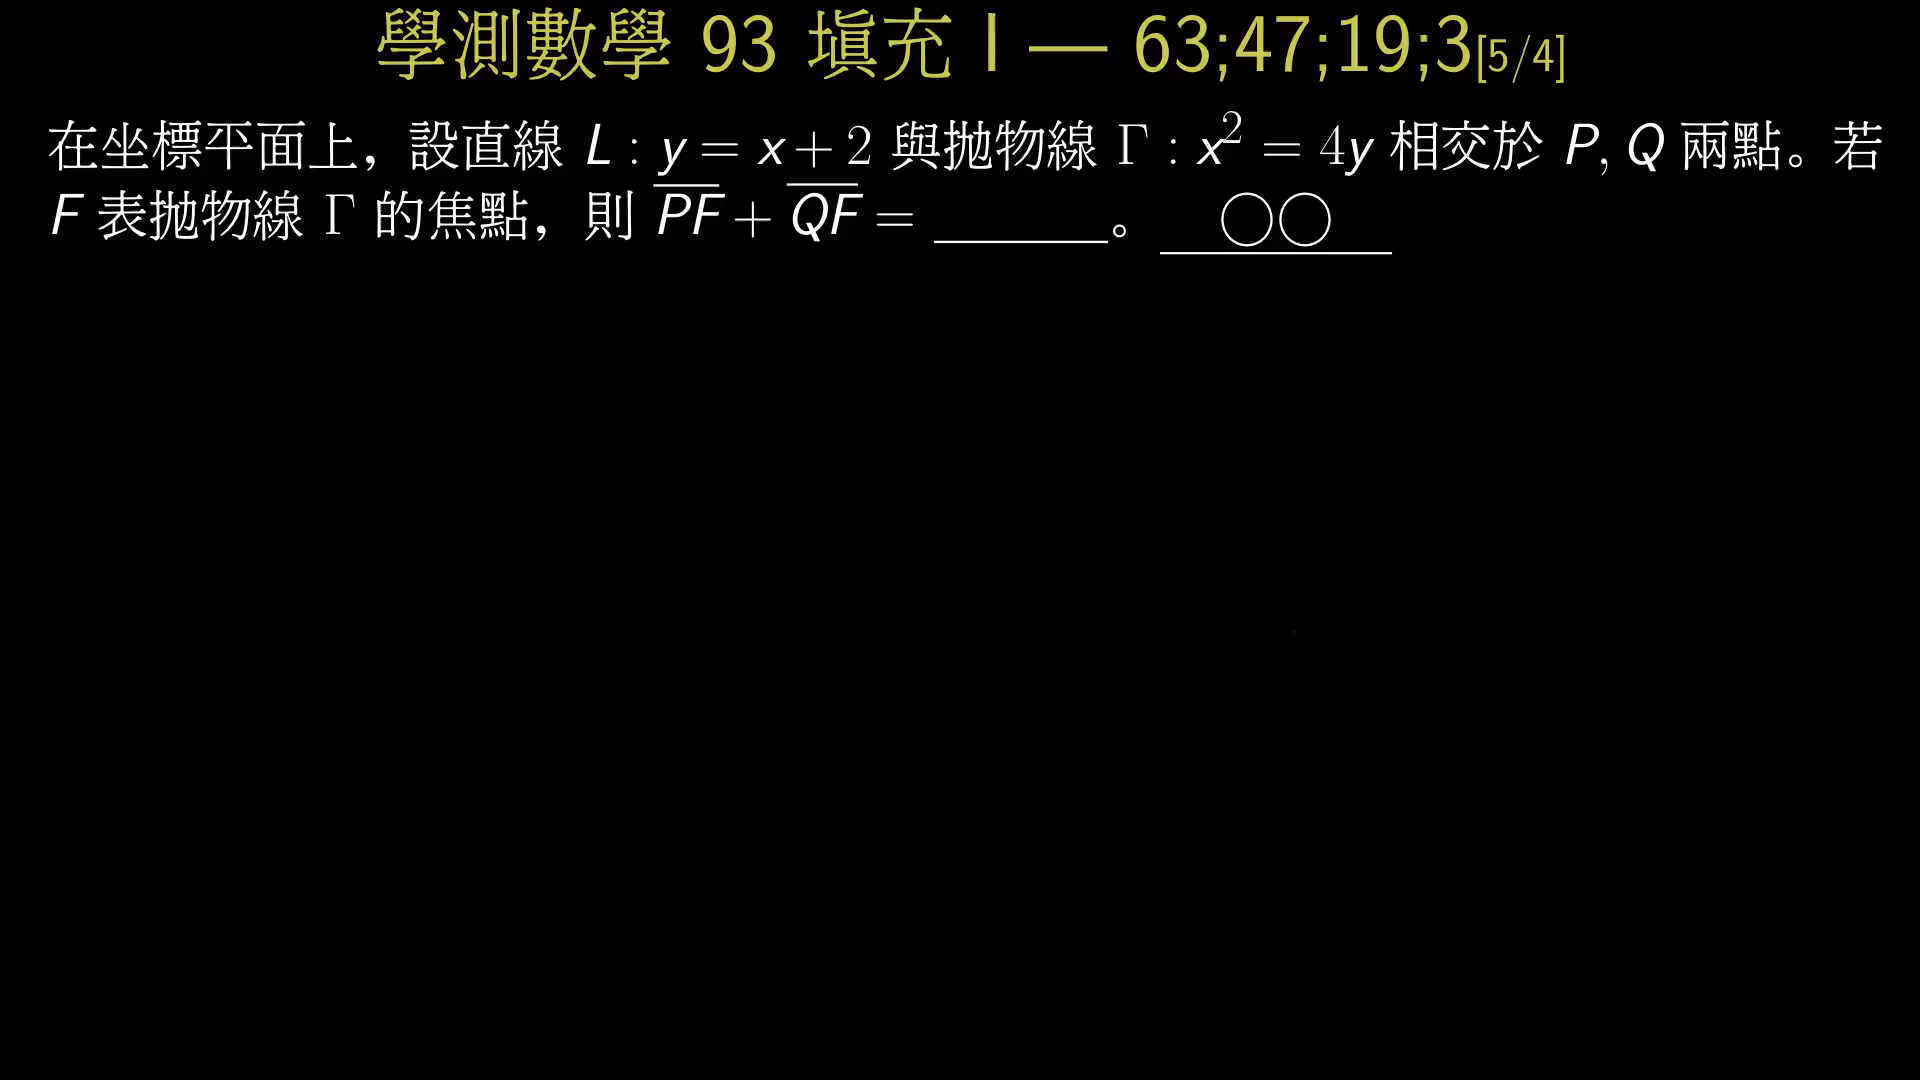 學測數學 93 填充 I — 63;47;19;3[5/4]
在坐標平面上，設直線 L : y = x + 2 與拋物線 Γ : x² = 4y 相交於 P, Q 兩點。若
F 表拋物線 Γ 的焦點，則 P̅F̅ + Q̅F̅ = ______。 ○○